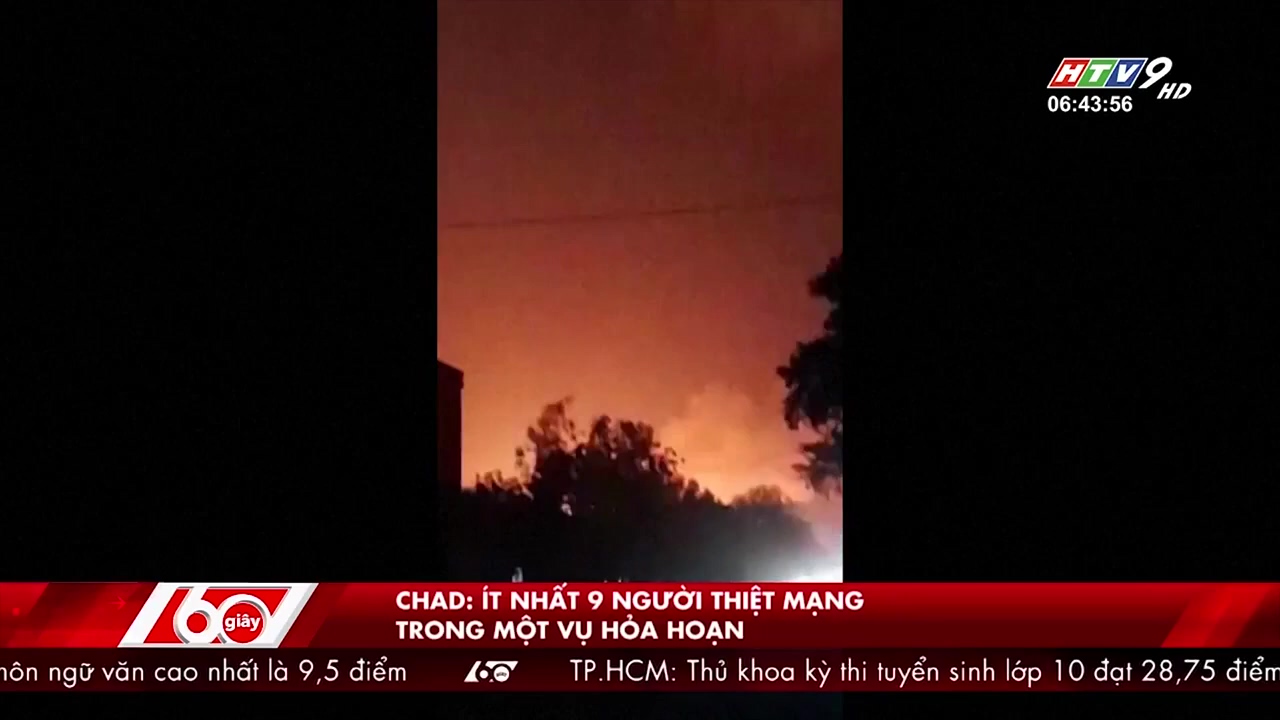 HTV9 HD
06:43:56
60 giây
CHAD: ÍT NHẤT 9 NGƯỜI THIỆT MẠNG
TRONG MỘT VỤ HỎA HOẠN
ngữ văn cao nhất là 9,5 điểm 60 giây TP.HCM: Thủ khoa kỳ thi tuyển sinh lớp 10 đạt 28,75 điểm